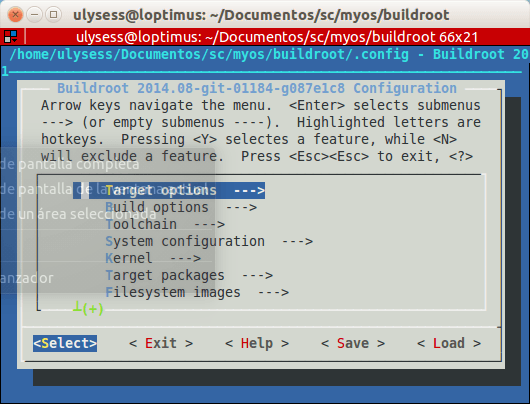 ulysess@loptimus: ~/Documentos/sc/myos/buildroot
ulysess@loptimus: ~/Documentos/sc/myos/buildroot 66x21
/home/ulysess/Documentos/sc/myos/buildroot/.config - Buildroot 20
1
Buildroot 2014.08-git-01184-g087e1c8 Configuration
Arrow keys navigate the menu.  <Enter> selects submenus
---> (or empty submenus ----).  Highlighted letters are
hotkeys.  Pressing <Y> selectes a feature, while <N>
will exclude a feature.  Press <Esc><Esc> to exit, <?>
de pantalla completa
Target options  --->
de pantalla de la
Build options  --->
de un área seleccionada
Toolchain  --->
System configuration  --->
Kernel  --->
Target packages  --->
anzador
Filesystem images  --->
┴(+)
<Select>    < Exit >    < Help >    < Save >    < Load >